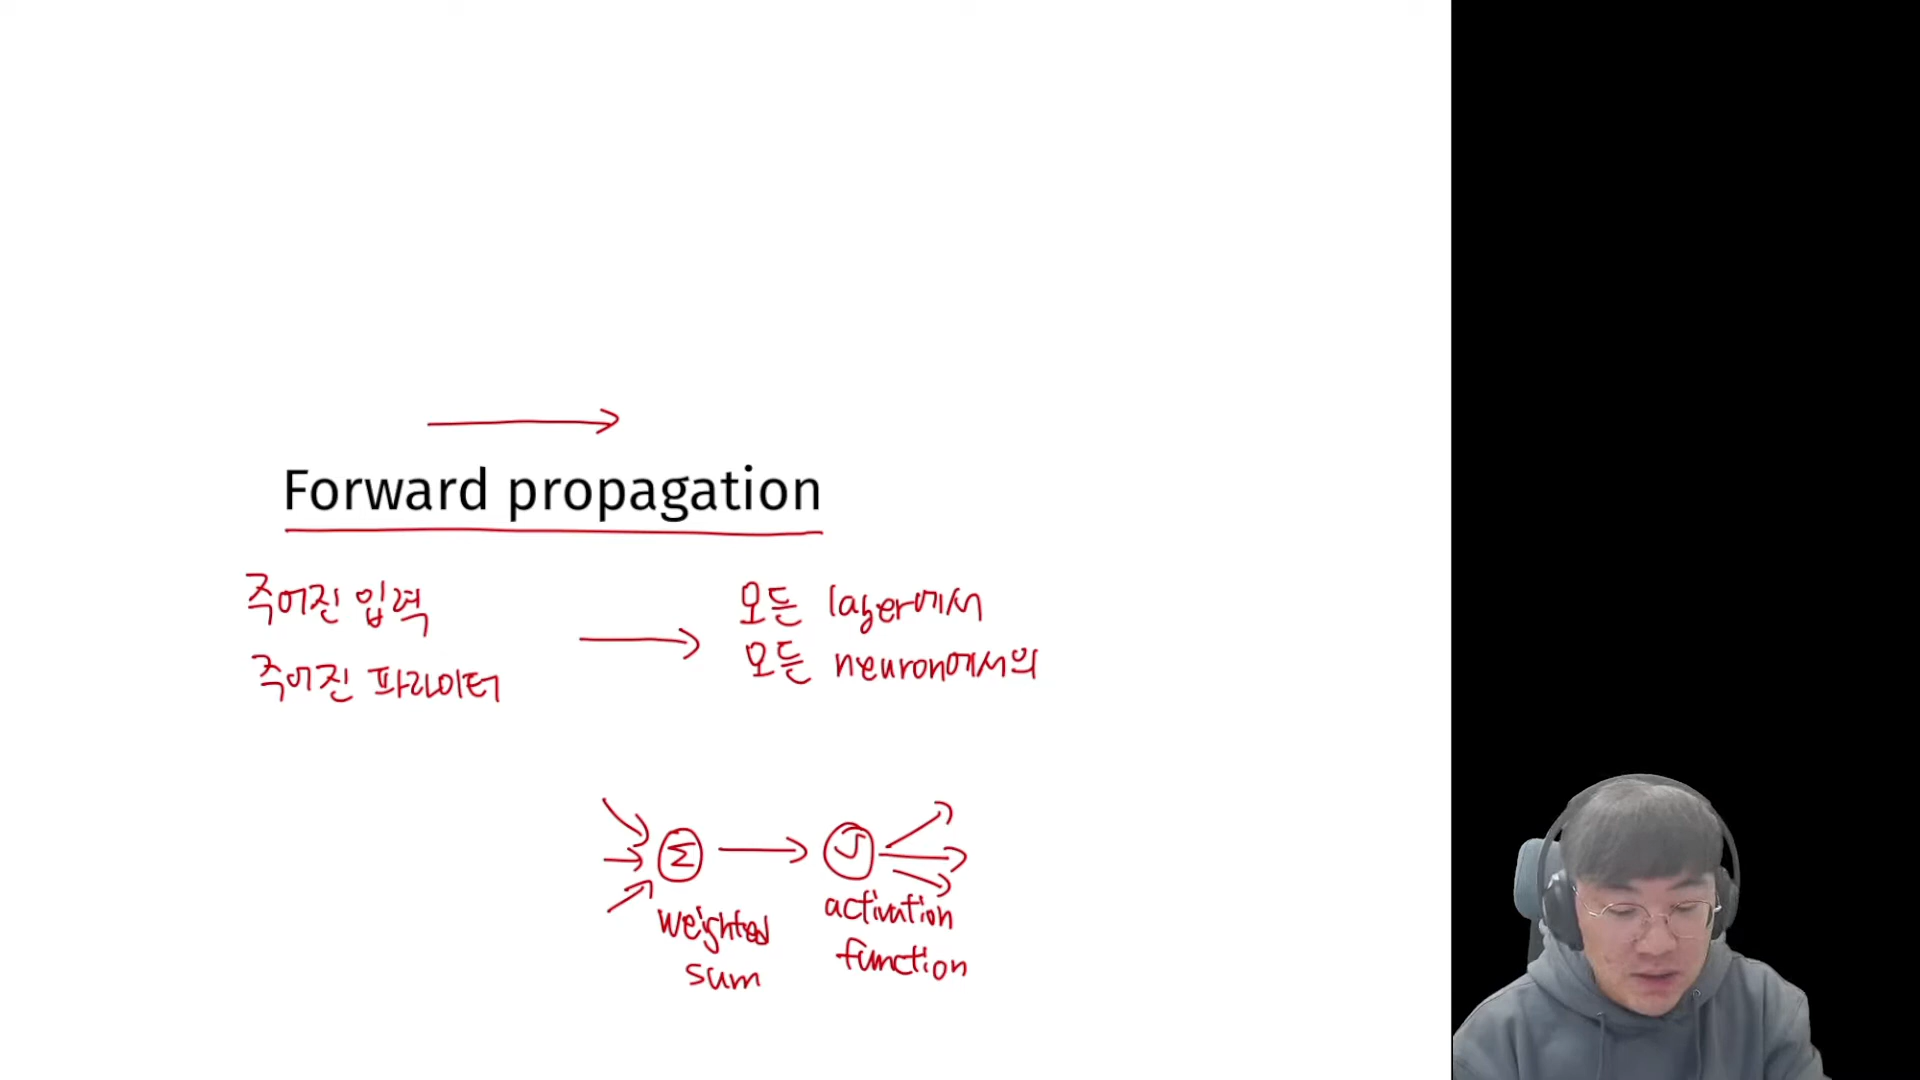 Forward propagation
주어진 입력
주어진 파라미터
모든 layer에서
모든 neuron에서의
Σ
weighted
sum
activation
function